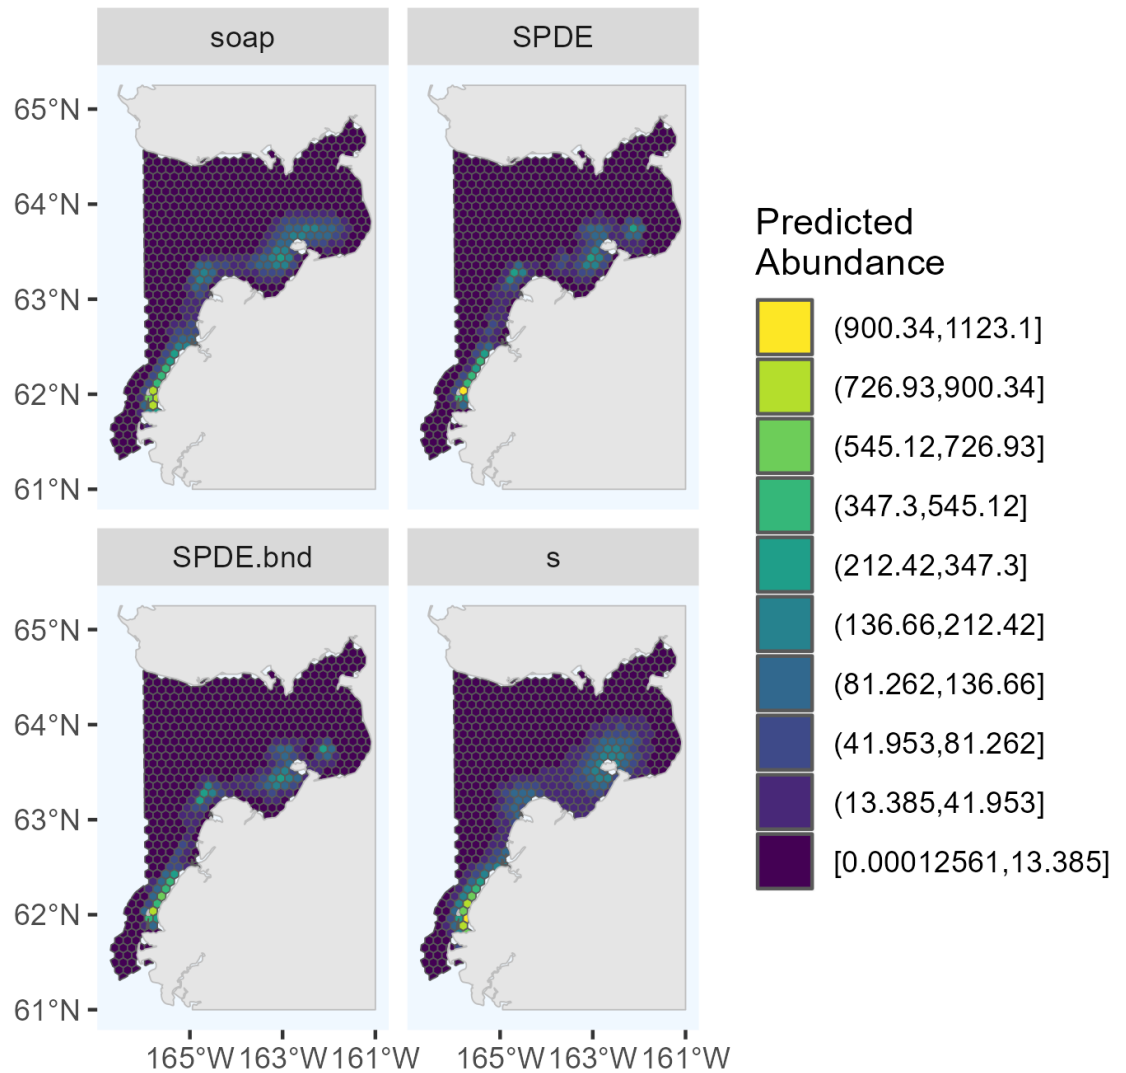 soap
SPDE
65°N
64°N
63°N
62°N
61°N
SPDE.bnd
s
65°N
64°N
63°N
62°N
61°N
165°W 163°W 161°W
165°W 163°W 161°W
Predicted
Abundance
(900.34,1123.1]
(726.93,900.34]
(545.12,726.93]
(347.3,545.12]
(212.42,347.3]
(136.66,212.42]
(81.262,136.66]
(41.953,81.262]
(13.385,41.953]
[0.00012561,13.385]